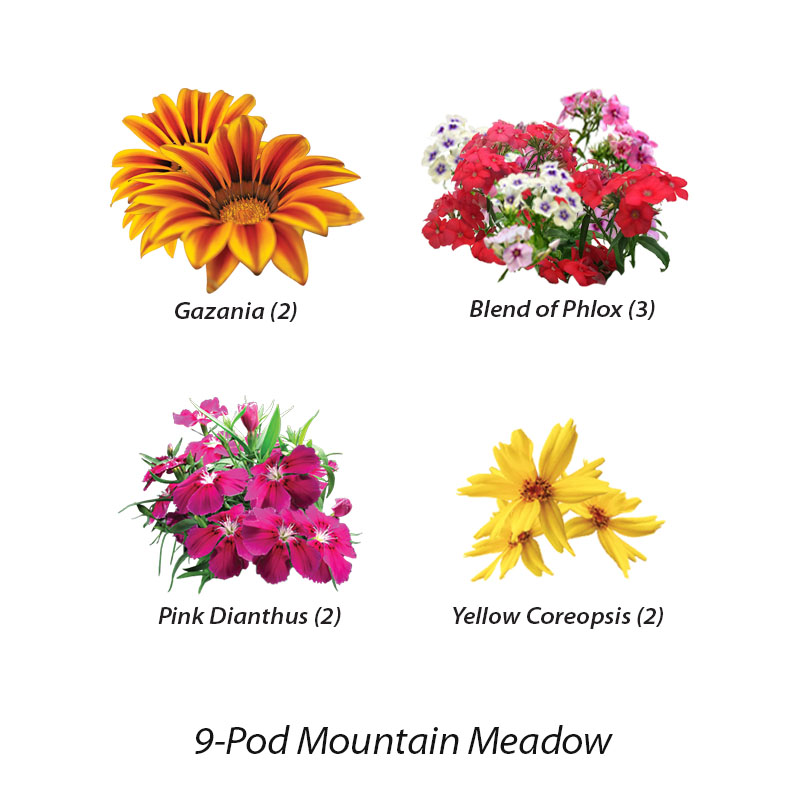 Gazania (2)
Blend of Phlox (3)
Pink Dianthus (2)
Yellow Coreopsis (2)
9-Pod Mountain Meadow